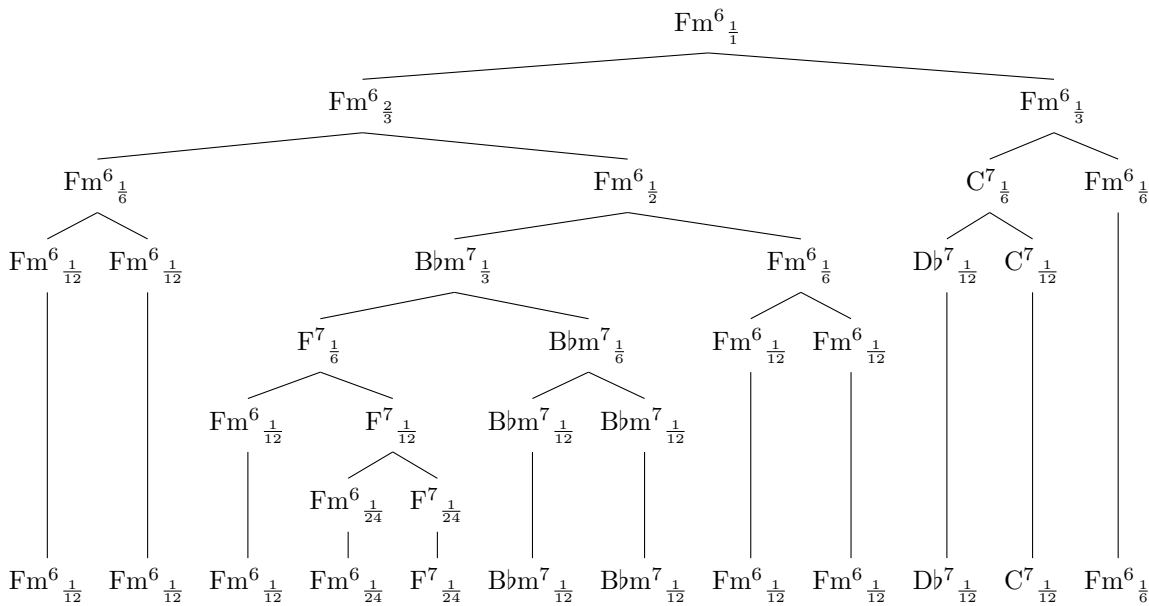 Fm⁶ 1/1
Fm⁶ 2/3 Fm⁶ 1/3
Fm⁶ 1/6 Fm⁶ 1/2 C⁷ 1/6 Fm⁶ 1/6
Fm⁶ 1/12 Fm⁶ 1/12 B♭m⁷ 1/3 Fm⁶ 1/6 D♭⁷ 1/12 C⁷ 1/12
F⁷ 1/6 B♭m⁷ 1/6 Fm⁶ 1/12 Fm⁶ 1/12
Fm⁶ 1/12 F⁷ 1/12 B♭m⁷ 1/12 B♭m⁷ 1/12
Fm⁶ 1/24 F⁷ 1/24
Fm⁶ 1/12 Fm⁶ 1/12 Fm⁶ 1/12 Fm⁶ 1/24 F⁷ 1/24 B♭m⁷ 1/12 B♭m⁷ 1/12 Fm⁶ 1/12 Fm⁶ 1/12 D♭⁷ 1/12 C⁷ 1/12 Fm⁶ 1/6